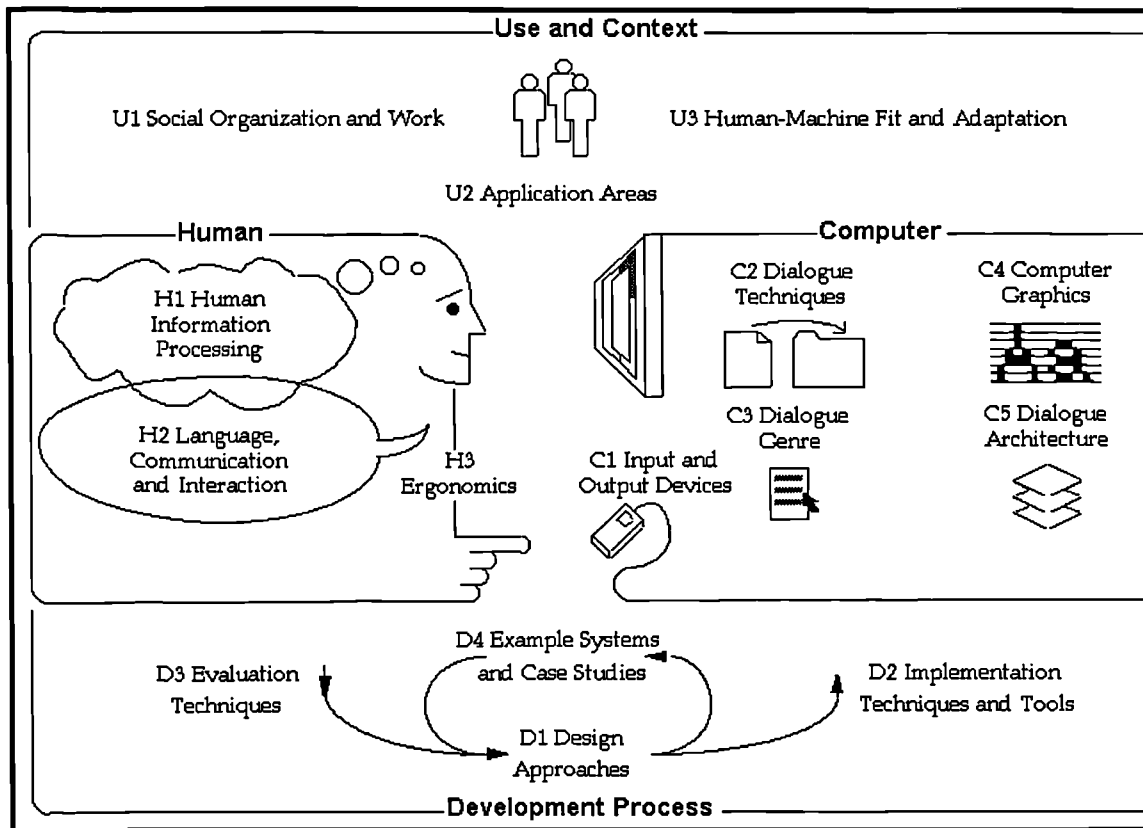 Use and Context
U1 Social Organization and Work
U3 Human-Machine Fit and Adaptation
U2 Application Areas
Human
H1 Human
Information
Processing
H2 Language,
Communication
and Interaction
H3
Ergonomics
Computer
C1 Input and
Output Devices
C2 Dialogue
Techniques
C3 Dialogue
Genre
C4 Computer
Graphics
C5 Dialogue
Architecture
D3 Evaluation
Techniques
D4 Example Systems
and Case Studies
D1 Design
Approaches
D2 Implementation
Techniques and Tools
Development Process